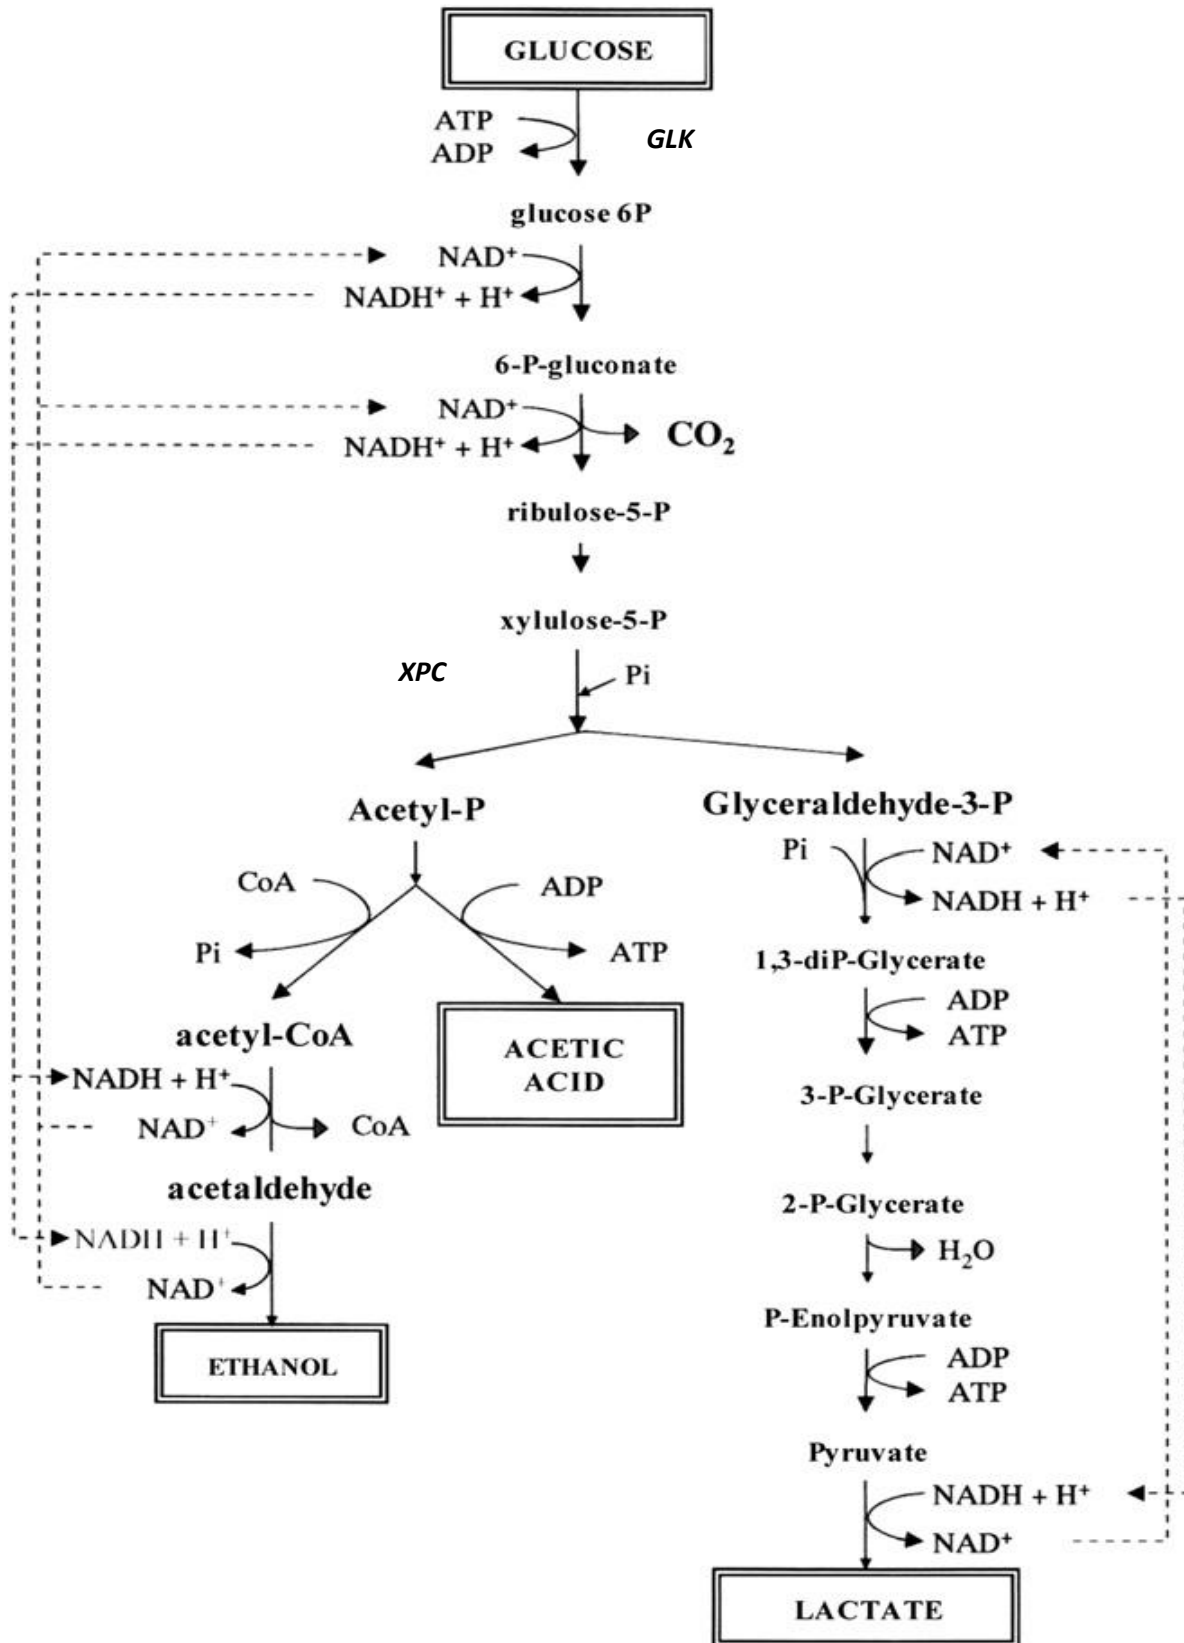 GLUCOSE
ATP
ADP
GLK
glucose 6P
NAD⁺
NADH⁺ + H⁺
6-P-gluconate
NAD⁺
NADH⁺ + H⁺
CO₂
ribulose-5-P
xylulose-5-P
XPC
Pi
Acetyl-P
Glyceraldehyde-3-P
CoA
ADP
Pi
ATP
Pi
NAD⁺
NADH + H⁺
1,3-diP-Glycerate
acetyl-CoA
ACETIC
ACID
ADP
ATP
NADH + H⁺
NAD⁺
CoA
3-P-Glycerate
acetaldehyde
2-P-Glycerate
NADH + H⁺
NAD⁺
H₂O
ETHANOL
P-Enolpyruvate
ADP
ATP
Pyruvate
NADH + H⁺
NAD⁺
LACTATE